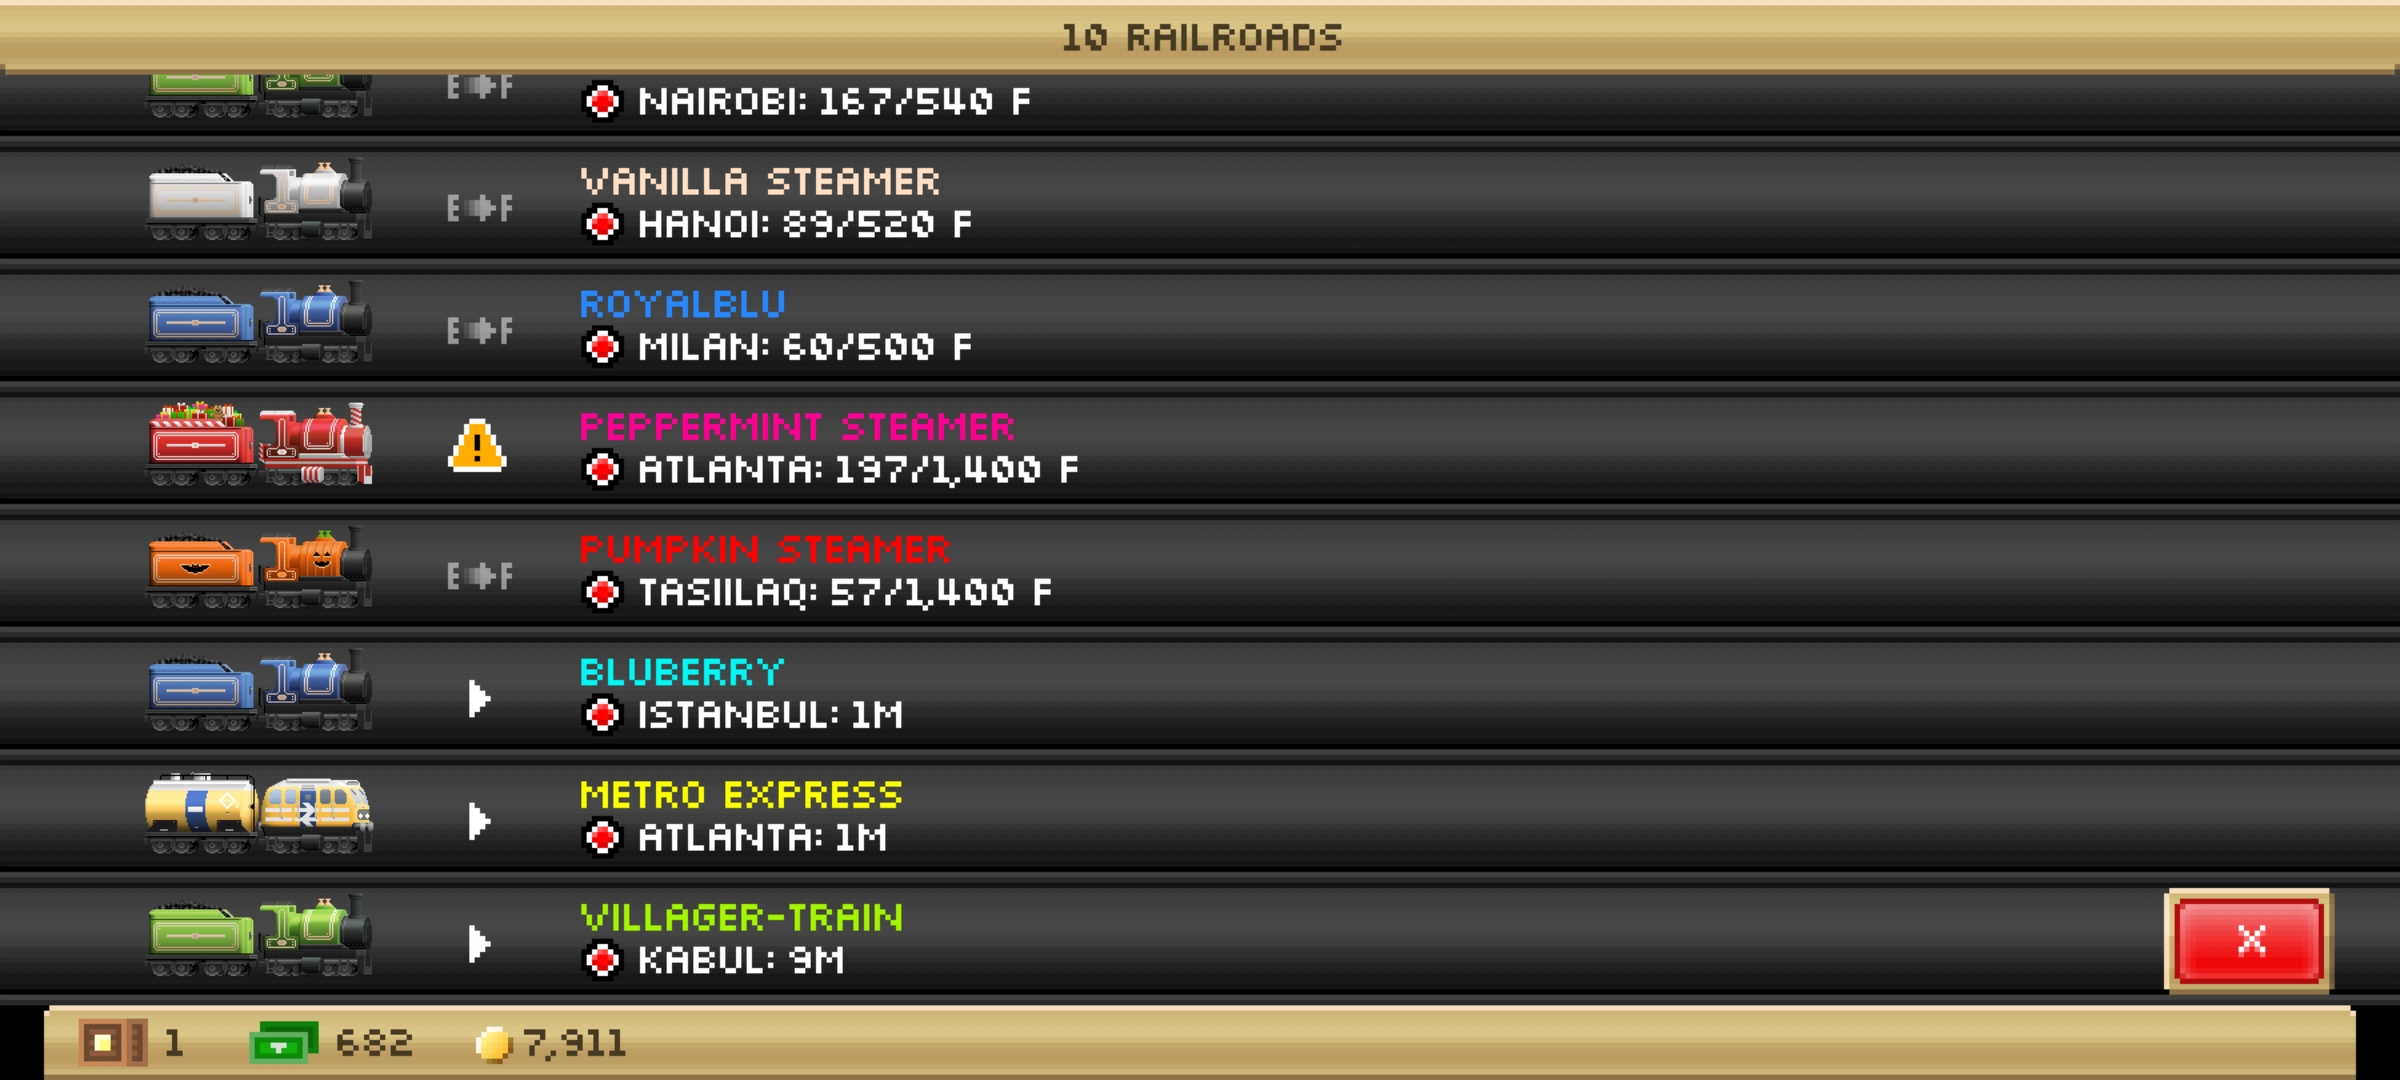 10 RAILROADS
E F
NAIROBI: 167/540 F
VANILLA STEAMER
E F
HANOI: 89/520 F
ROYALBLU
E F
MILAN: 60/500 F
PEPPERMINT STEAMER
!
ATLANTA: 197/1,400 F
PUMPKIN STEAMER
E F
TASIILAQ: 57/1,400 F
BLUBERRY
ISTANBUL: 1M
METRO EXPRESS
ATLANTA: 1M
VILLAGER-TRAIN
KABUL: 9M
X
1 682 7,911